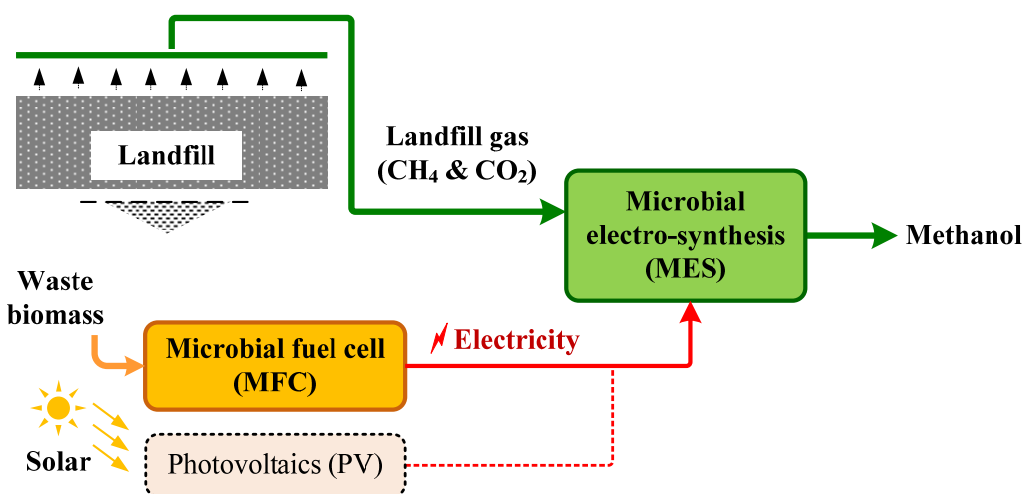 Landfill
Landfill gas
(CH₄ & CO₂)
Microbial
electro-synthesis
(MES)
Methanol
Waste
biomass
Microbial fuel cell
(MFC)
Electricity
Solar
Photovoltaics (PV)